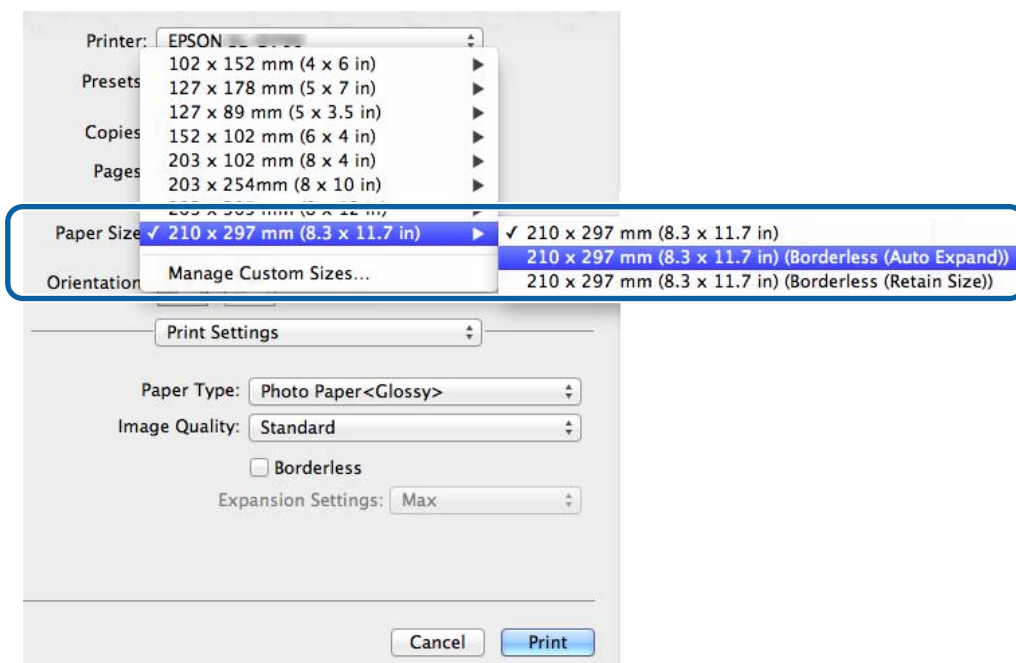 Printer: EPSON
102 x 152 mm (4 x 6 in)
Presets
127 x 178 mm (5 x 7 in)
127 x 89 mm (5 x 3.5 in)
Copies
152 x 102 mm (6 x 4 in)
203 x 102 mm (8 x 4 in)
Pages
203 x 254mm (8 x 10 in)
Paper Size ✓ 210 x 297 mm (8.3 x 11.7 in) ▶ ✓ 210 x 297 mm (8.3 x 11.7 in)
210 x 297 mm (8.3 x 11.7 in) (Borderless (Auto Expand))
Manage Custom Sizes...
Orientation
210 x 297 mm (8.3 x 11.7 in) (Borderless (Retain Size))
Print Settings
Paper Type: Photo Paper<Glossy>
Image Quality: Standard
Borderless
Expansion Settings: Max
Cancel Print